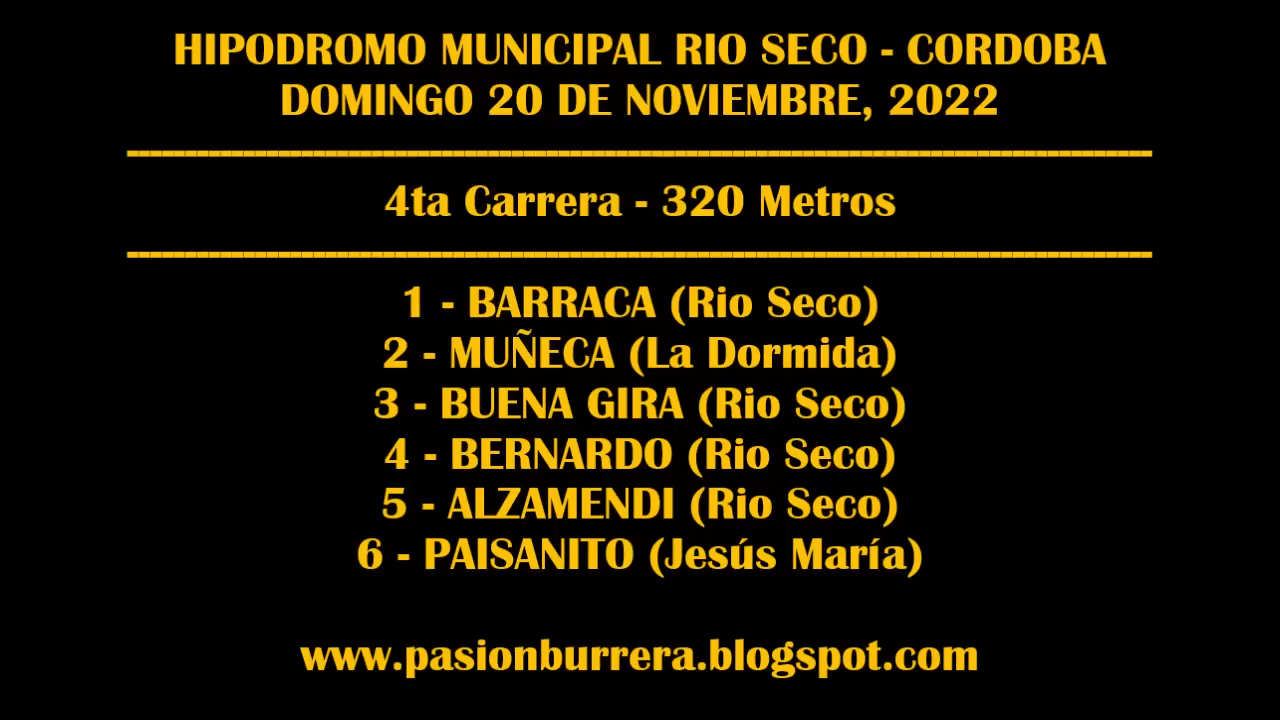 HIPODROMO MUNICIPAL RIO SECO - CORDOBA
DOMINGO 20 DE NOVIEMBRE, 2022
4ta Carrera - 320 Metros
1 - BARRACA (Rio Seco)
2 - MUÑECA (La Dormida)
3 - BUENA GIRA (Rio Seco)
4 - BERNARDO (Rio Seco)
5 - ALZAMENDI (Rio Seco)
6 - PAISANITO (Jesús María)
www.pasionburrera.blogspot.com